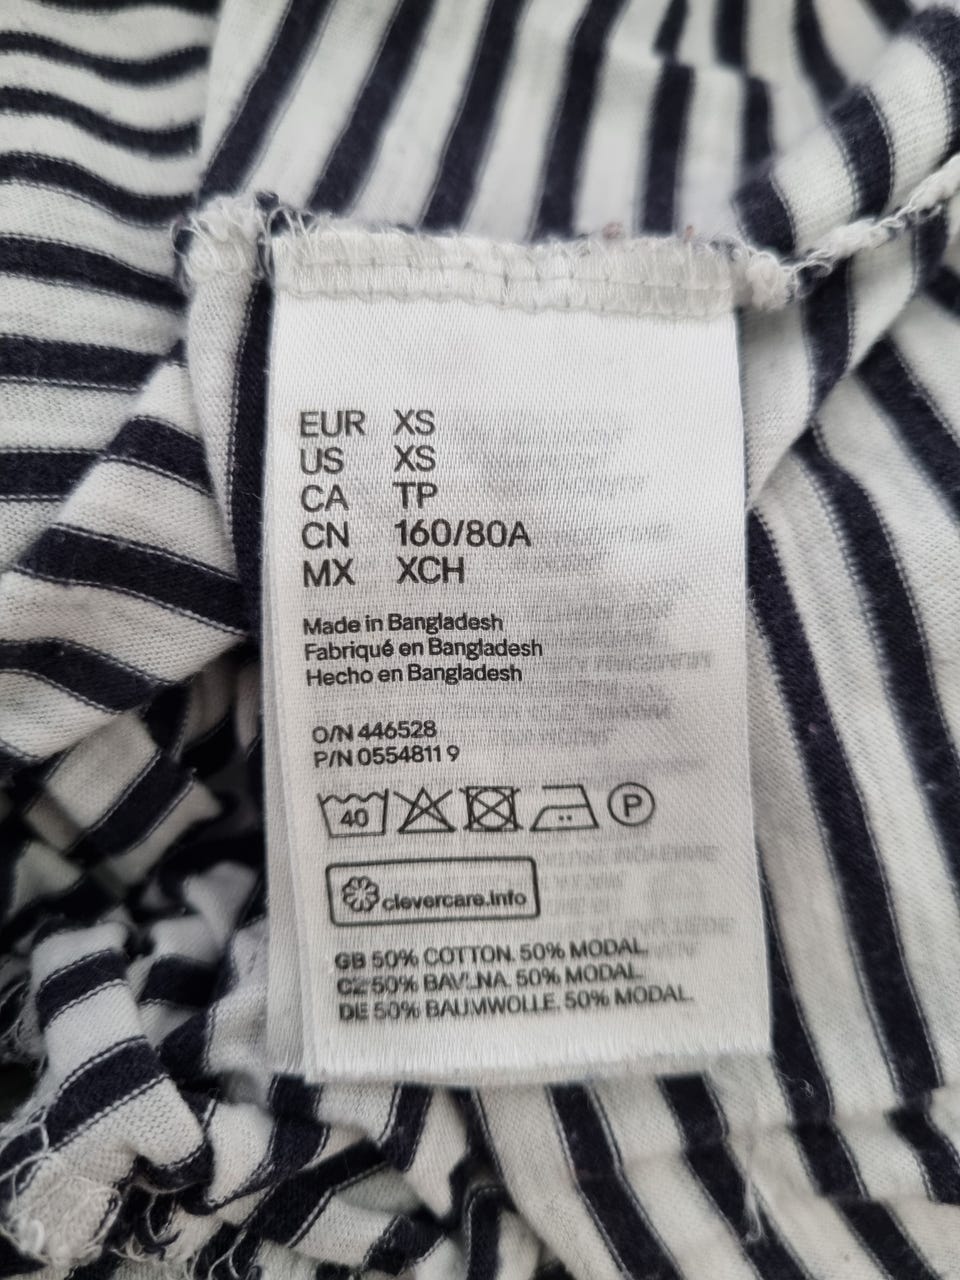 EUR XS
US XS
CA TP
CN 160/80A
MX XCH
Made in Bangladesh
Fabriqué en Bangladesh
Hecho en Bangladesh
O/N 446528
P/N 0554811 9
40
P
clevercare.info
GB 50% COTTON. 50% MODAL.
CZ 50% BAVLNA. 50% MODAL.
DE 50% BAUMWOLLE. 50% MODAL.